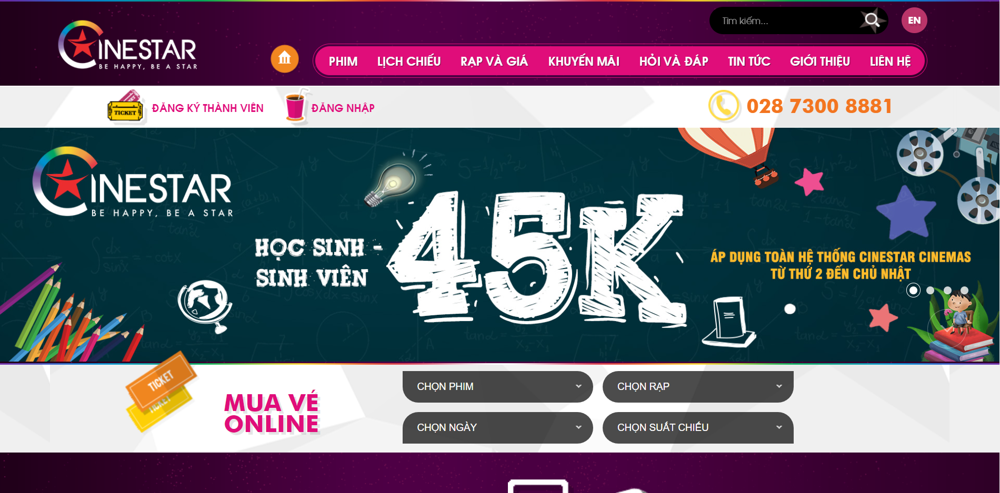 Tìm kiếm...
EN
CINESTAR
BE HAPPY, BE A STAR
PHIM LỊCH CHIẾU RẠP VÀ GIÁ KHUYẾN MÃI HỎI VÀ ĐÁP TIN TỨC GIỚI THIỆU LIÊN HỆ
TICKET
ĐĂNG KÝ THÀNH VIÊN
ĐĂNG NHẬP
028 7300 8881
CINESTAR
BE HAPPY, BE A STAR
HỌC SINH -
SINH VIÊN
45K
ÁP DỤNG TOÀN HỆ THỐNG CINESTAR CINEMAS
TỪ THỨ 2 ĐẾN CHỦ NHẬT
TICKET
TICKET
MUA VÉ
ONLINE
CHỌN PHIM
CHỌN RẠP
CHỌN NGÀY
CHỌN SUẤT CHIẾU